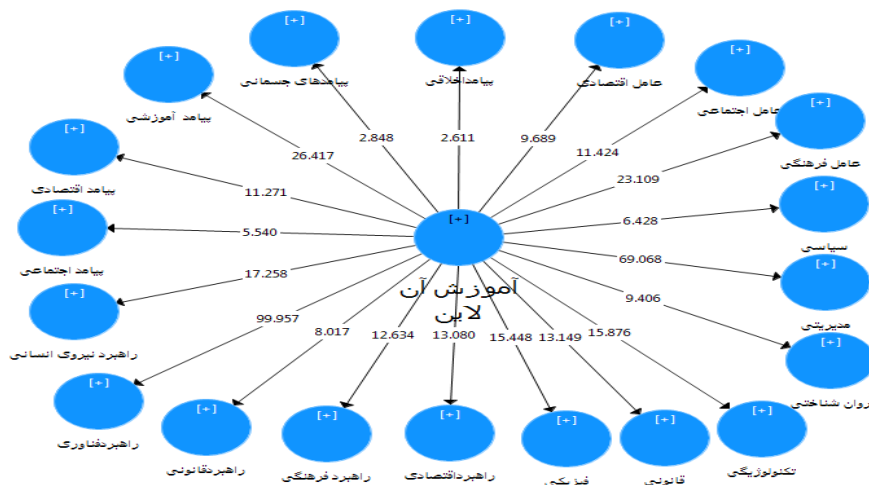 [+] [+] [+] [+] [+]
پیامد آموزشی پیامدهای جسمانی پیامداخلاقی عامل اقتصادی عامل اجتماعی
[+] [+]
پیامد اقتصادی عامل فرهنگی
26.417 2.848 2.611 9.689 11.424
11.271 23.109
[+] [+]
پیامد اجتماعی سیاسی
5.540 [+] 6.428
آموزش آن
لاین
17.258 69.068
[+] [+]
راهبرد نیروی انسانی مدیریتی
99.957 8.017 12.634 13.080 15.448 13.149 15.876 9.406
[+] [+]
راهبردفناوری روان شناختی
[+] [+] [+] [+] [+] [+]
راهبردقانونی راهبرد فرهنگی راهبرداقتصادی فیزیکی قانونی تکنولوژیگی